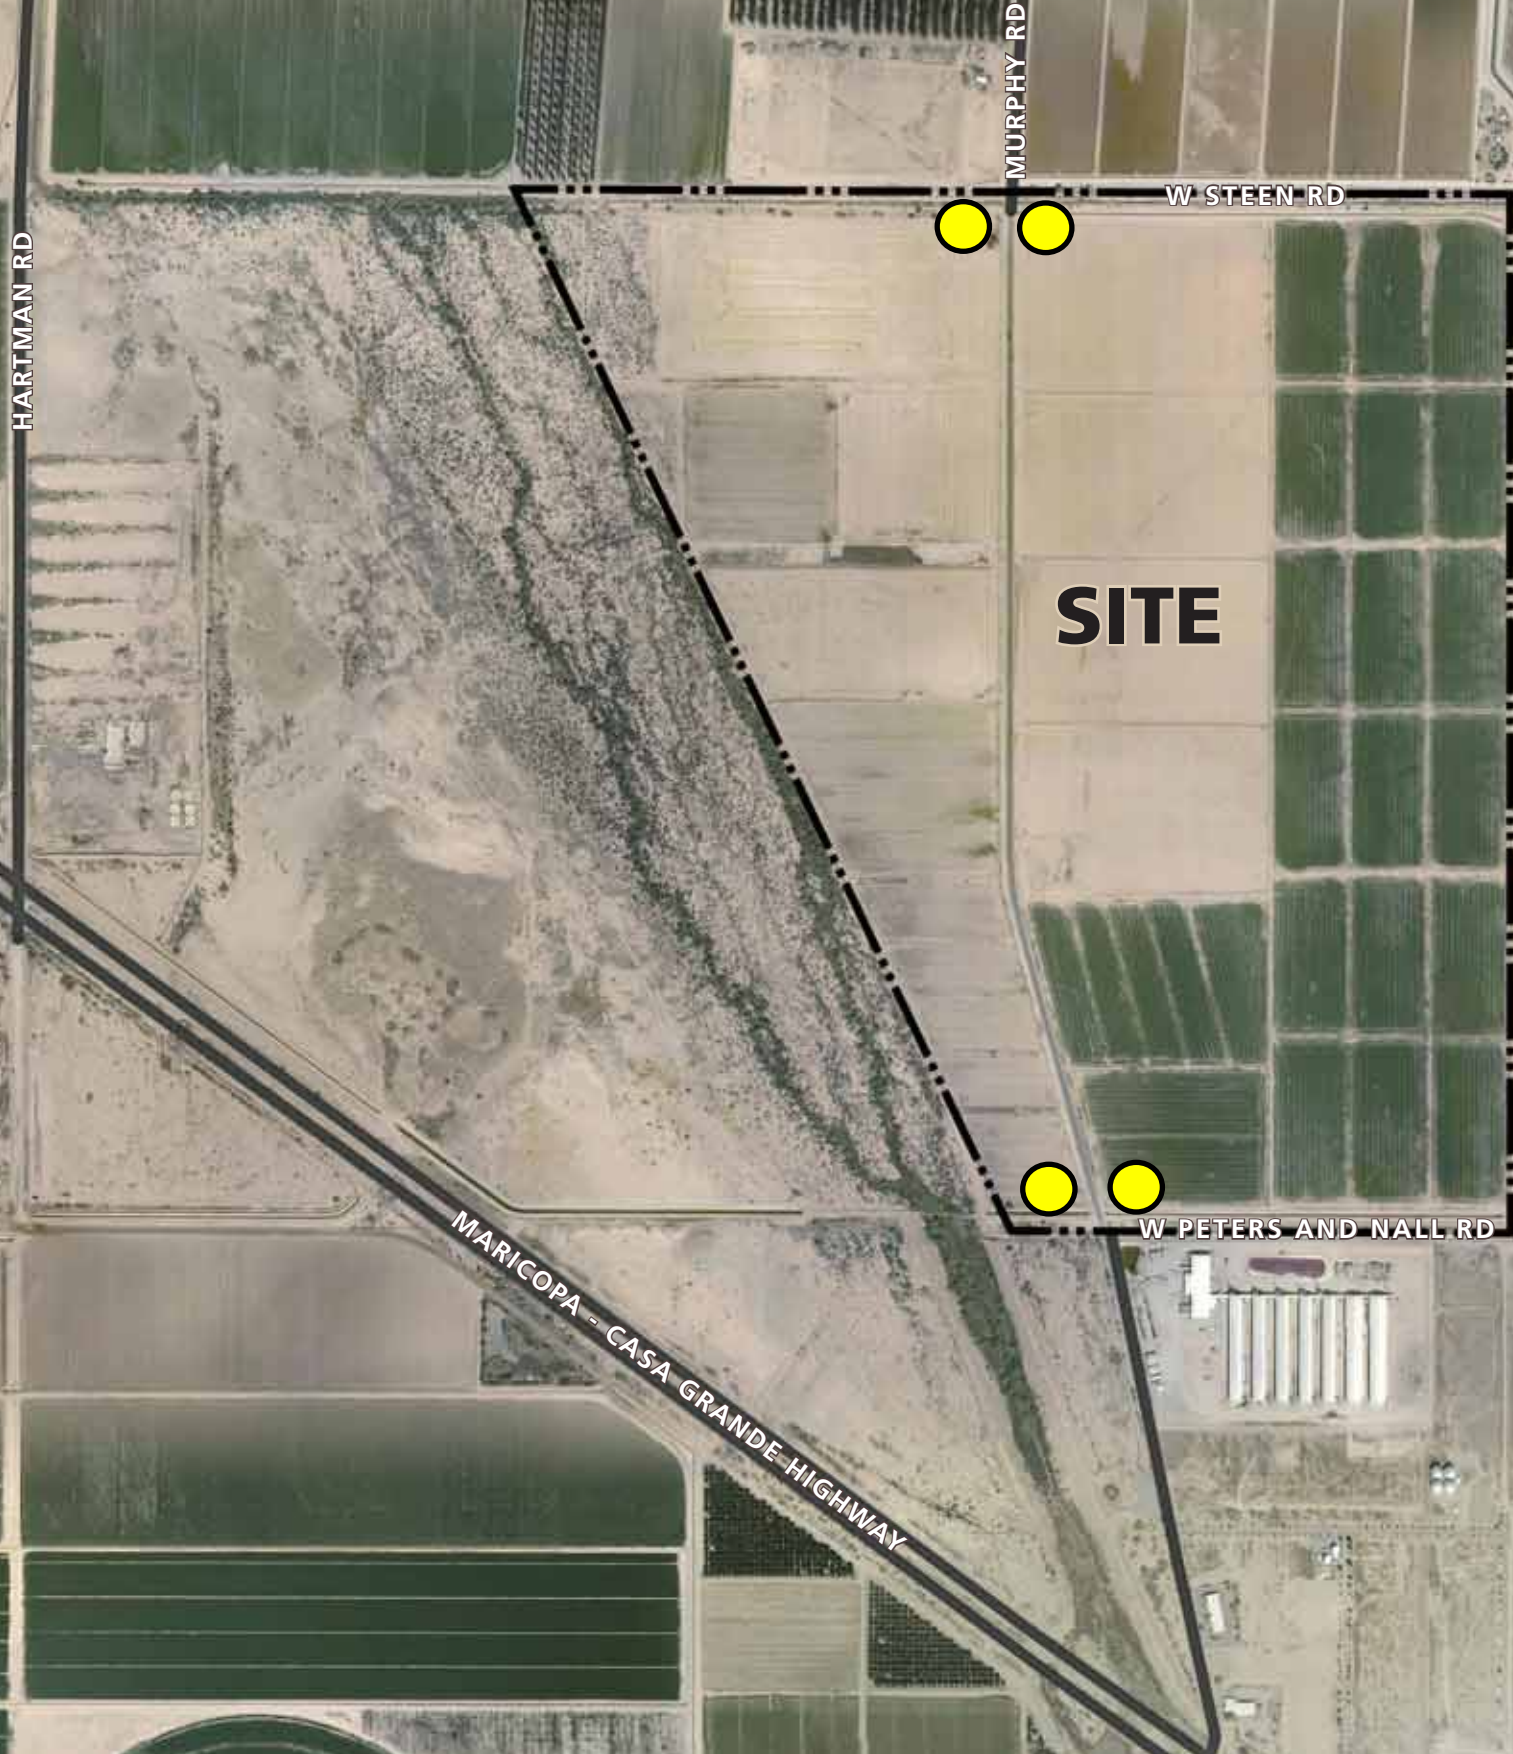 MURPHY RD
W STEEN RD
HARTMAN RD
SITE
W PETERS AND NALL RD
MARICOPA - CASA GRANDE HIGHWAY